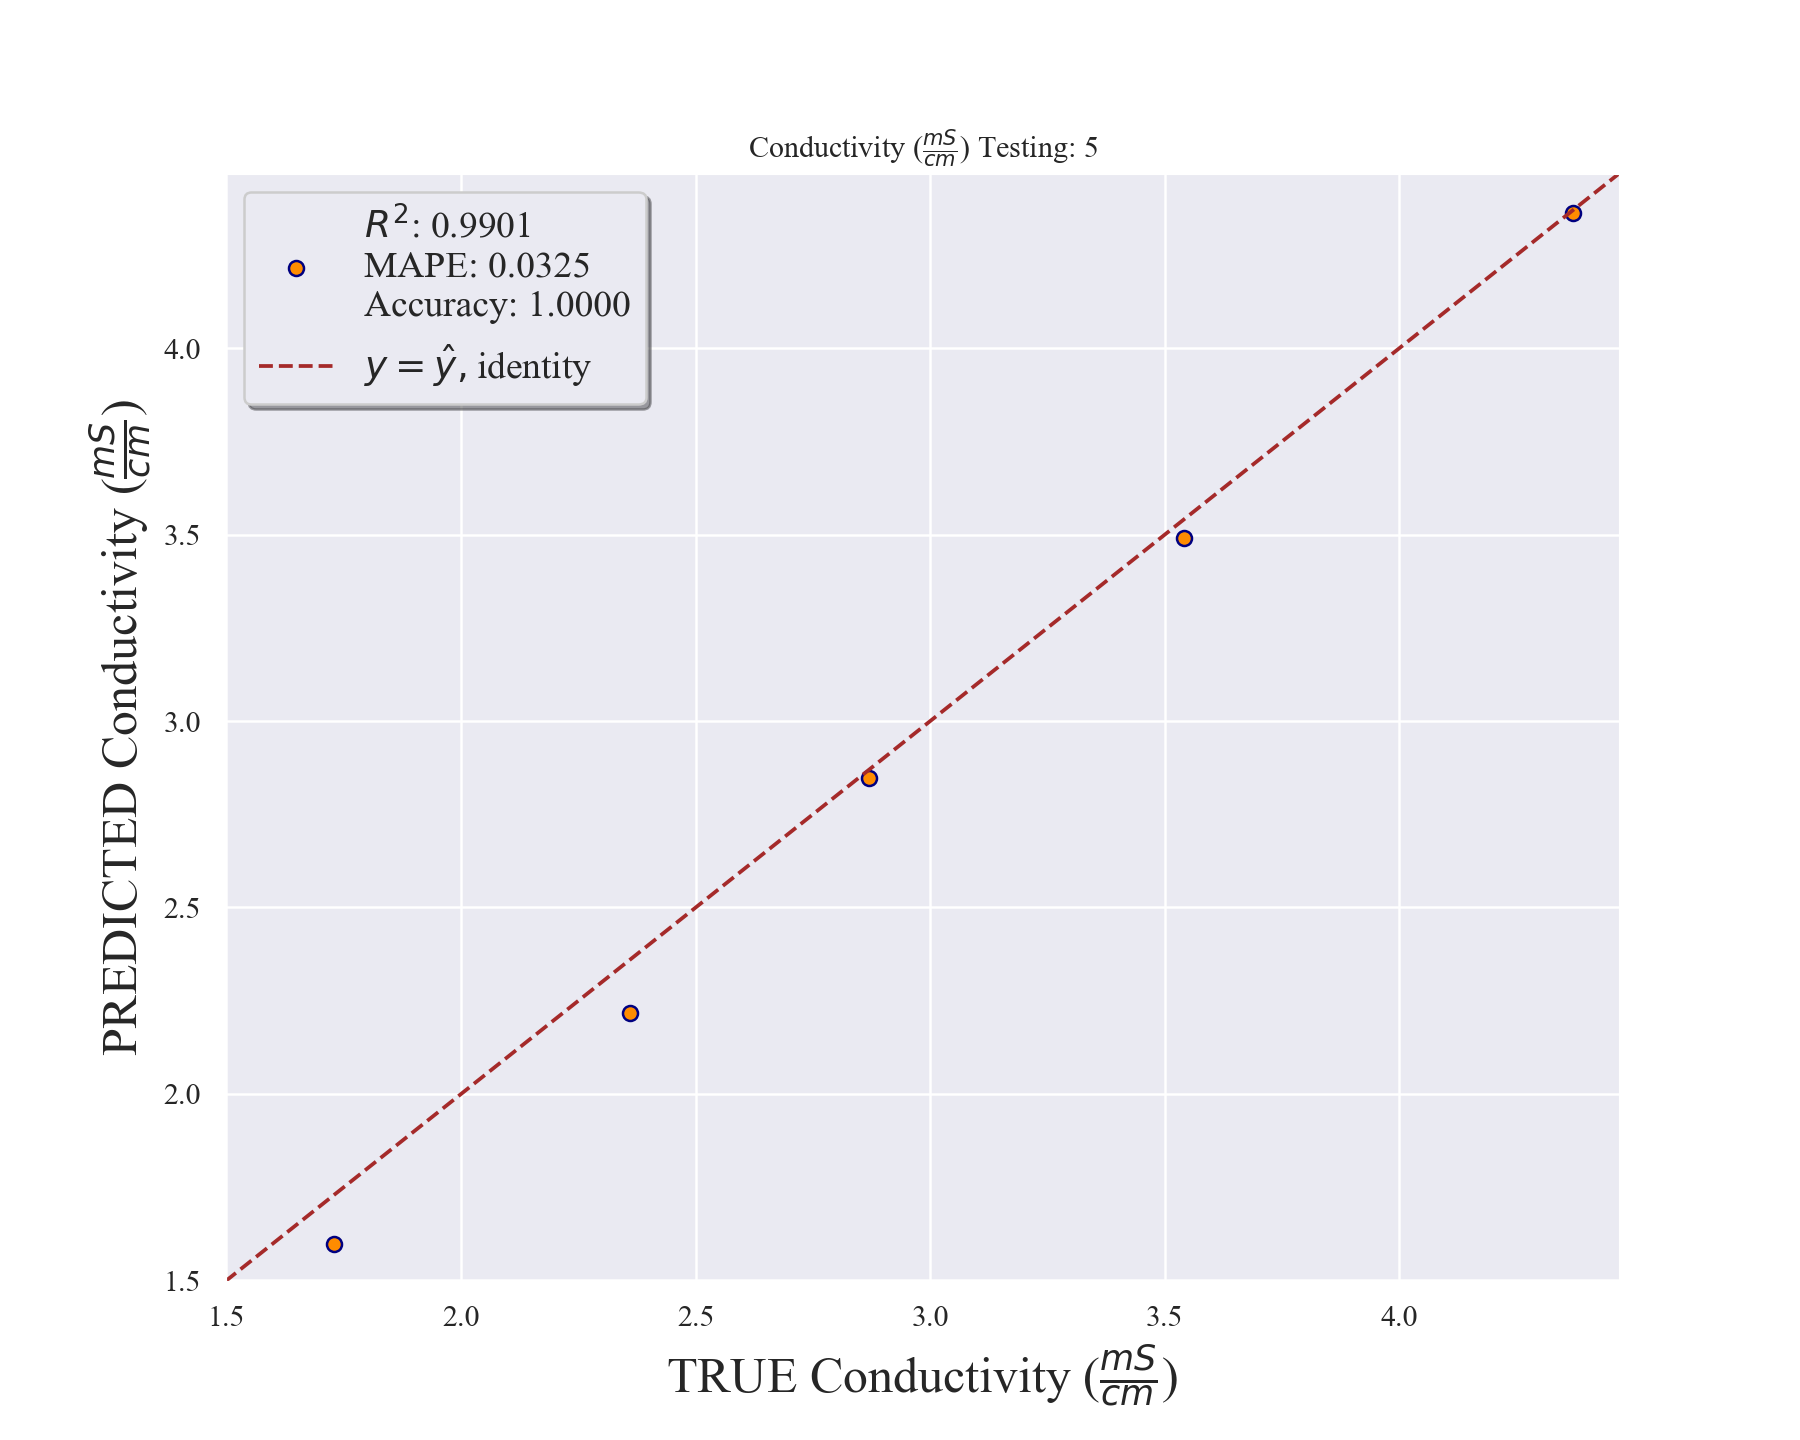 Conductivity (mS/cm) Testing: 5
R²: 0.9901
MAPE: 0.0325
Accuracy: 1.0000
y = ŷ, identity
PREDICTED Conductivity (mS/cm)
4.0
3.5
3.0
2.5
2.0
1.5
1.5 2.0 2.5 3.0 3.5 4.0
TRUE Conductivity (mS/cm)